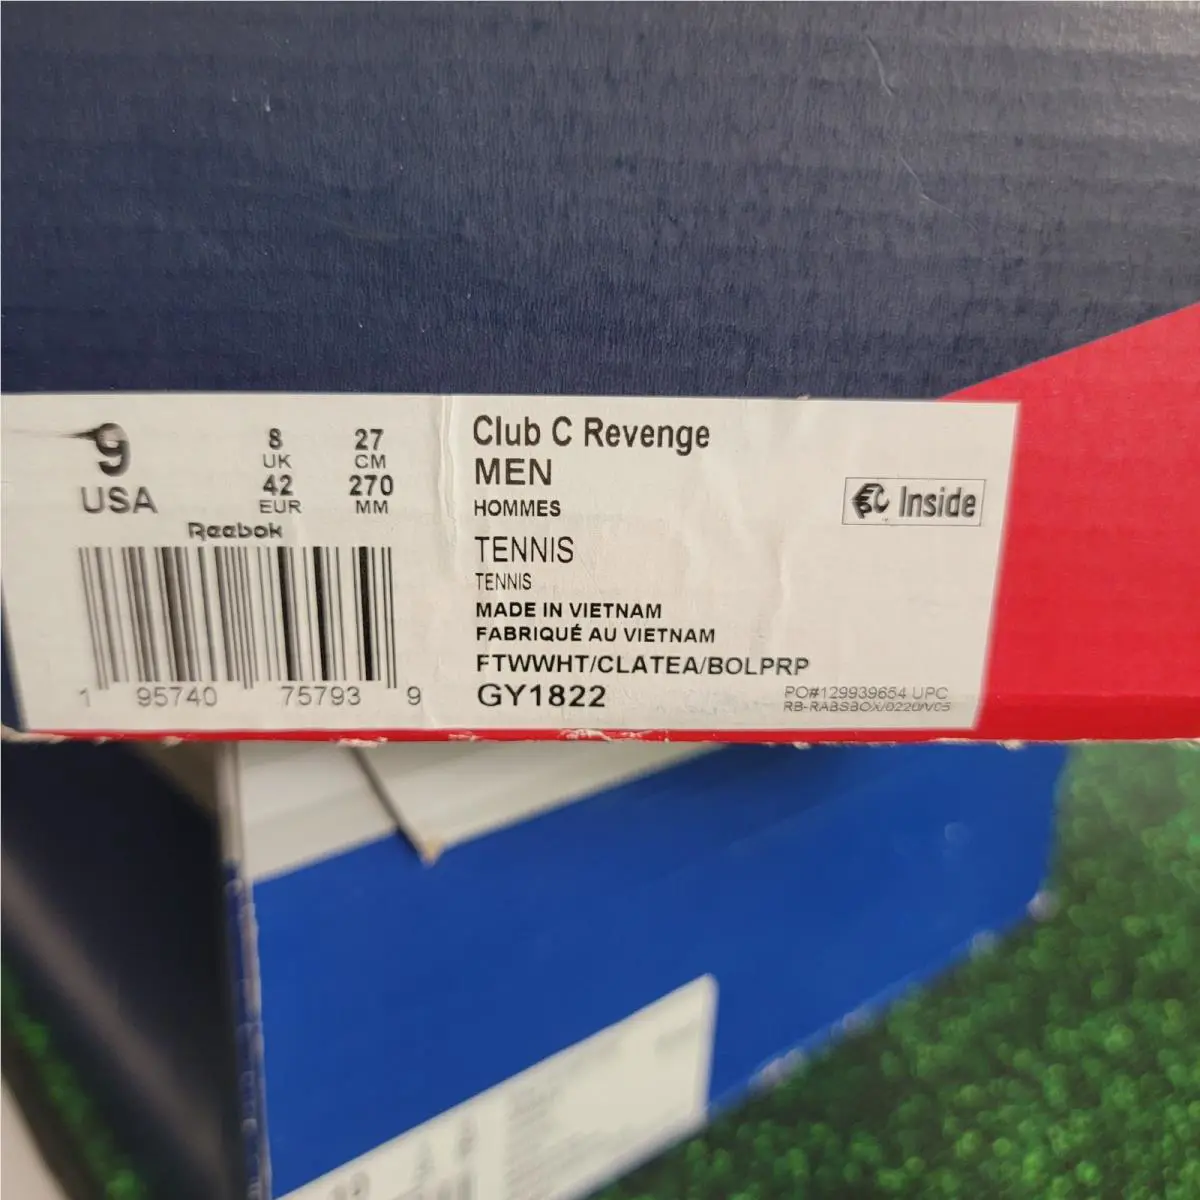 9
USA
8
UK
42
EUR
27
CM
270
MM
Reebok
1 95740 75793 9
Club C Revenge
MEN
HOMMES
TENNIS
TENNIS
MADE IN VIETNAM
FABRIQUÉ AU VIETNAM
FTWWHT/CLATEA/BOLPRP
GY1822
Inside
PO#129939654 UPC
RB-RABSBOX/0220/V05